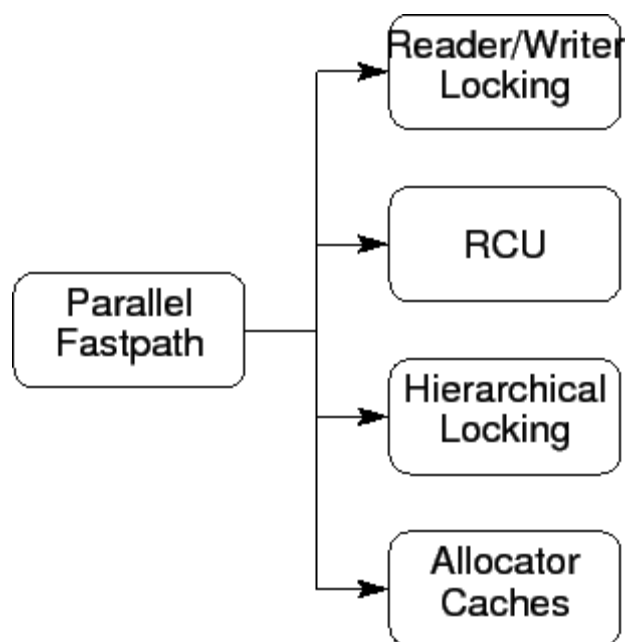 Reader/Writer
Locking
RCU
Parallel
Fastpath
Hierarchical
Locking
Allocator
Caches